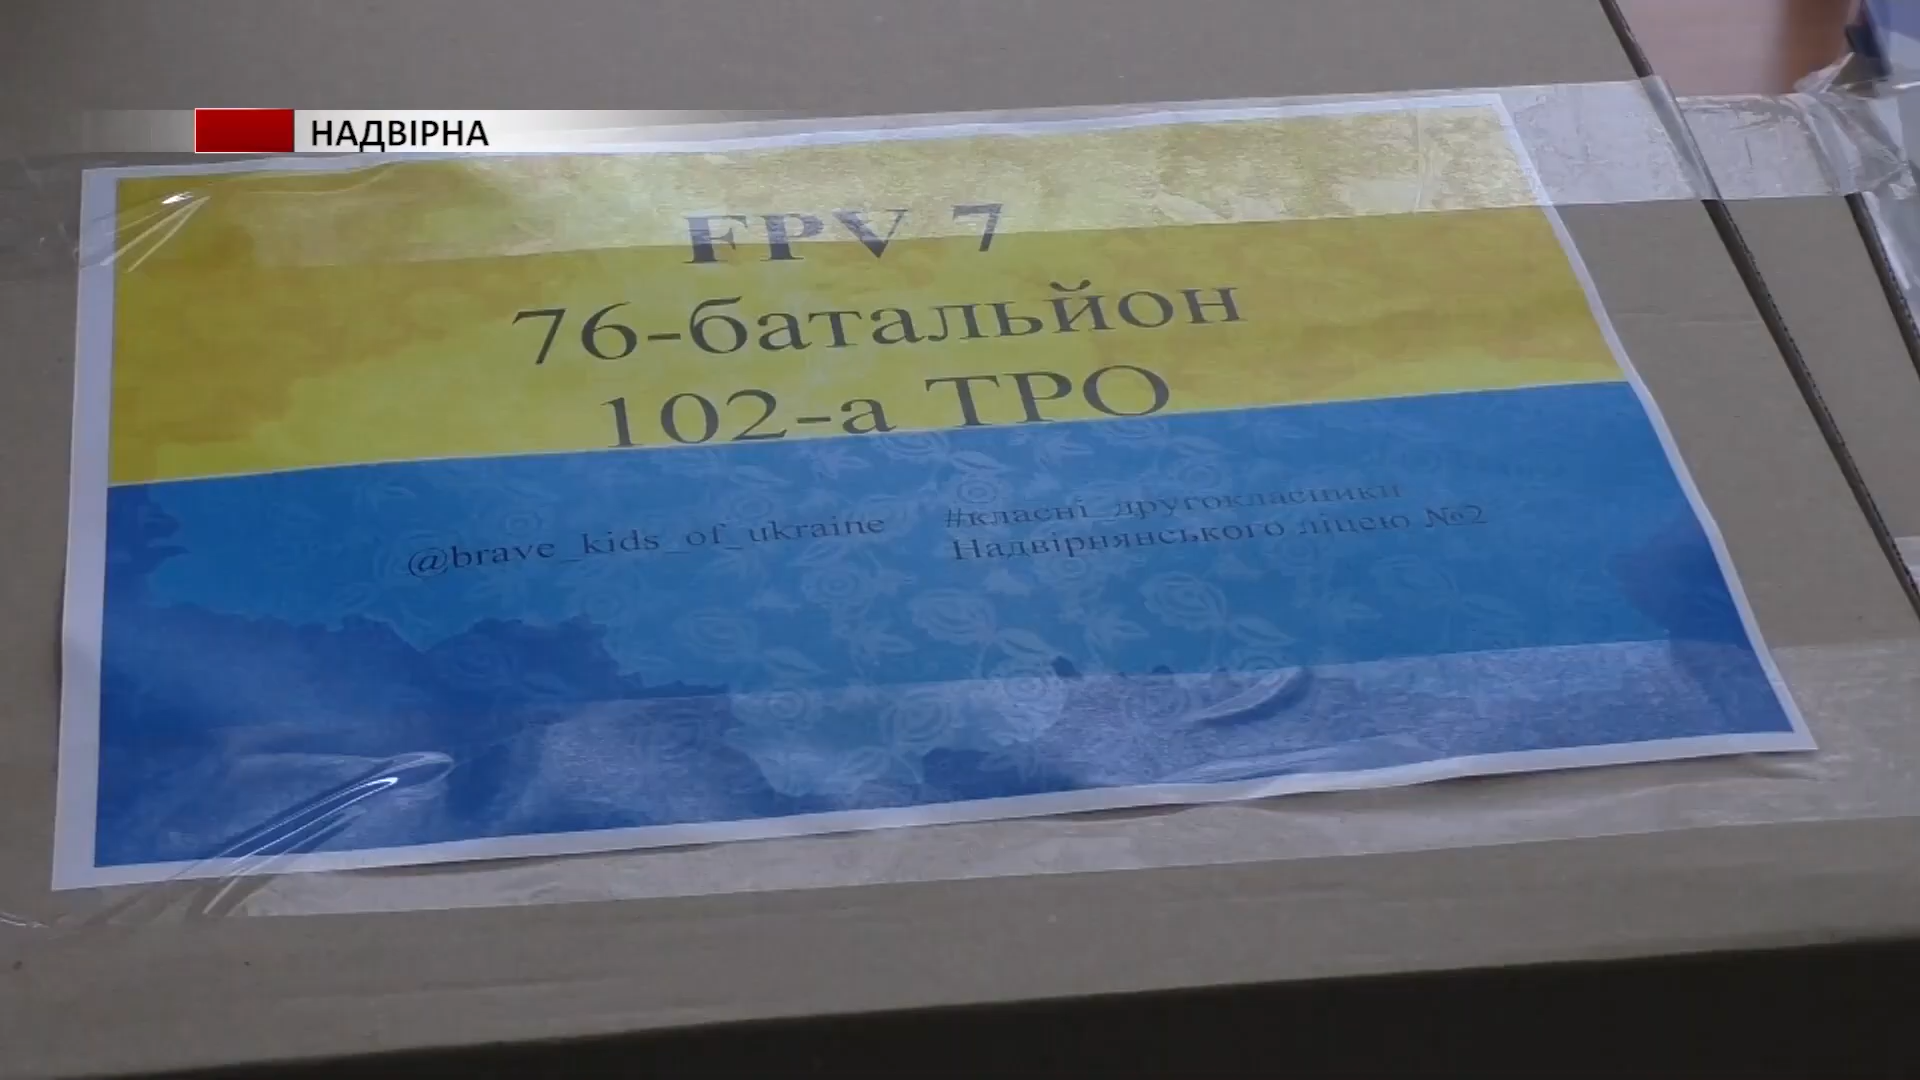 НАДВІРНА
FPV 7
76-батальйон
102-а ТРО
@brave_kids_of_ukraine
#класні_другокласники
Надвірнянського ліцею №2